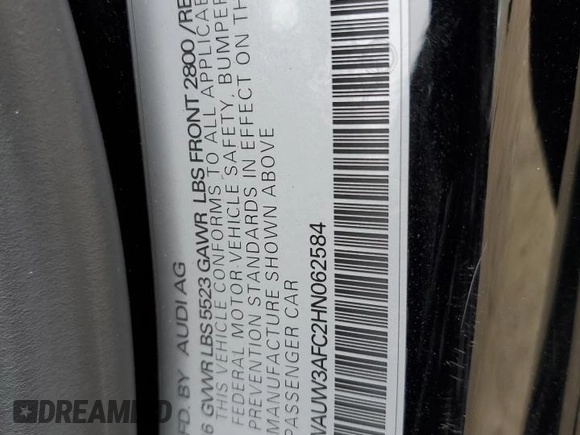 FD. BY AUDI AG
6 GVWR LBS 5523 GAWR LBS FRONT 2800 /RE
THIS VEHICLE CONFORMS TO ALL APPLICAB
FEDERAL MOTOR VEHICLE SAFETY, BUMPER
PREVENTION STANDARDS IN EFFECT ON TH
MANUFACTURE SHOWN ABOVE
PASSENGER CAR
WAUW3AFC2HN062584